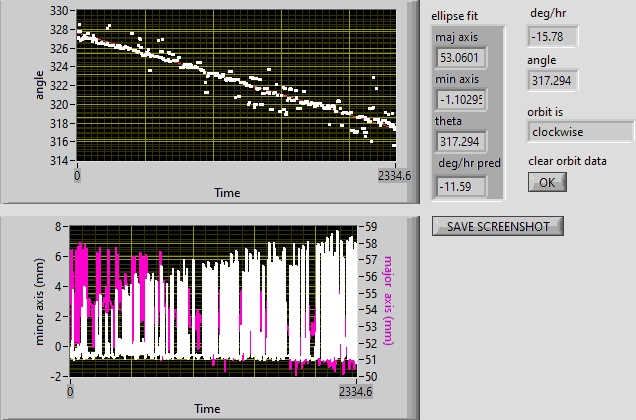 330
328
326
324
322
320
318
316
314
angle
0
2334.6
Time
ellipse fit
maj axis
53.0601
min axis
-1.10295
theta
317.294
deg/hr pred
-11.59
deg/hr
-15.78
angle
317.294
orbit is
clockwise
clear orbit data
OK
SAVE SCREENSHOT
8
6
4
2
0
-2
minor axis (mm)
59
58
57
56
55
54
53
52
51
50
major axis (mm)
0
2334.6
Time